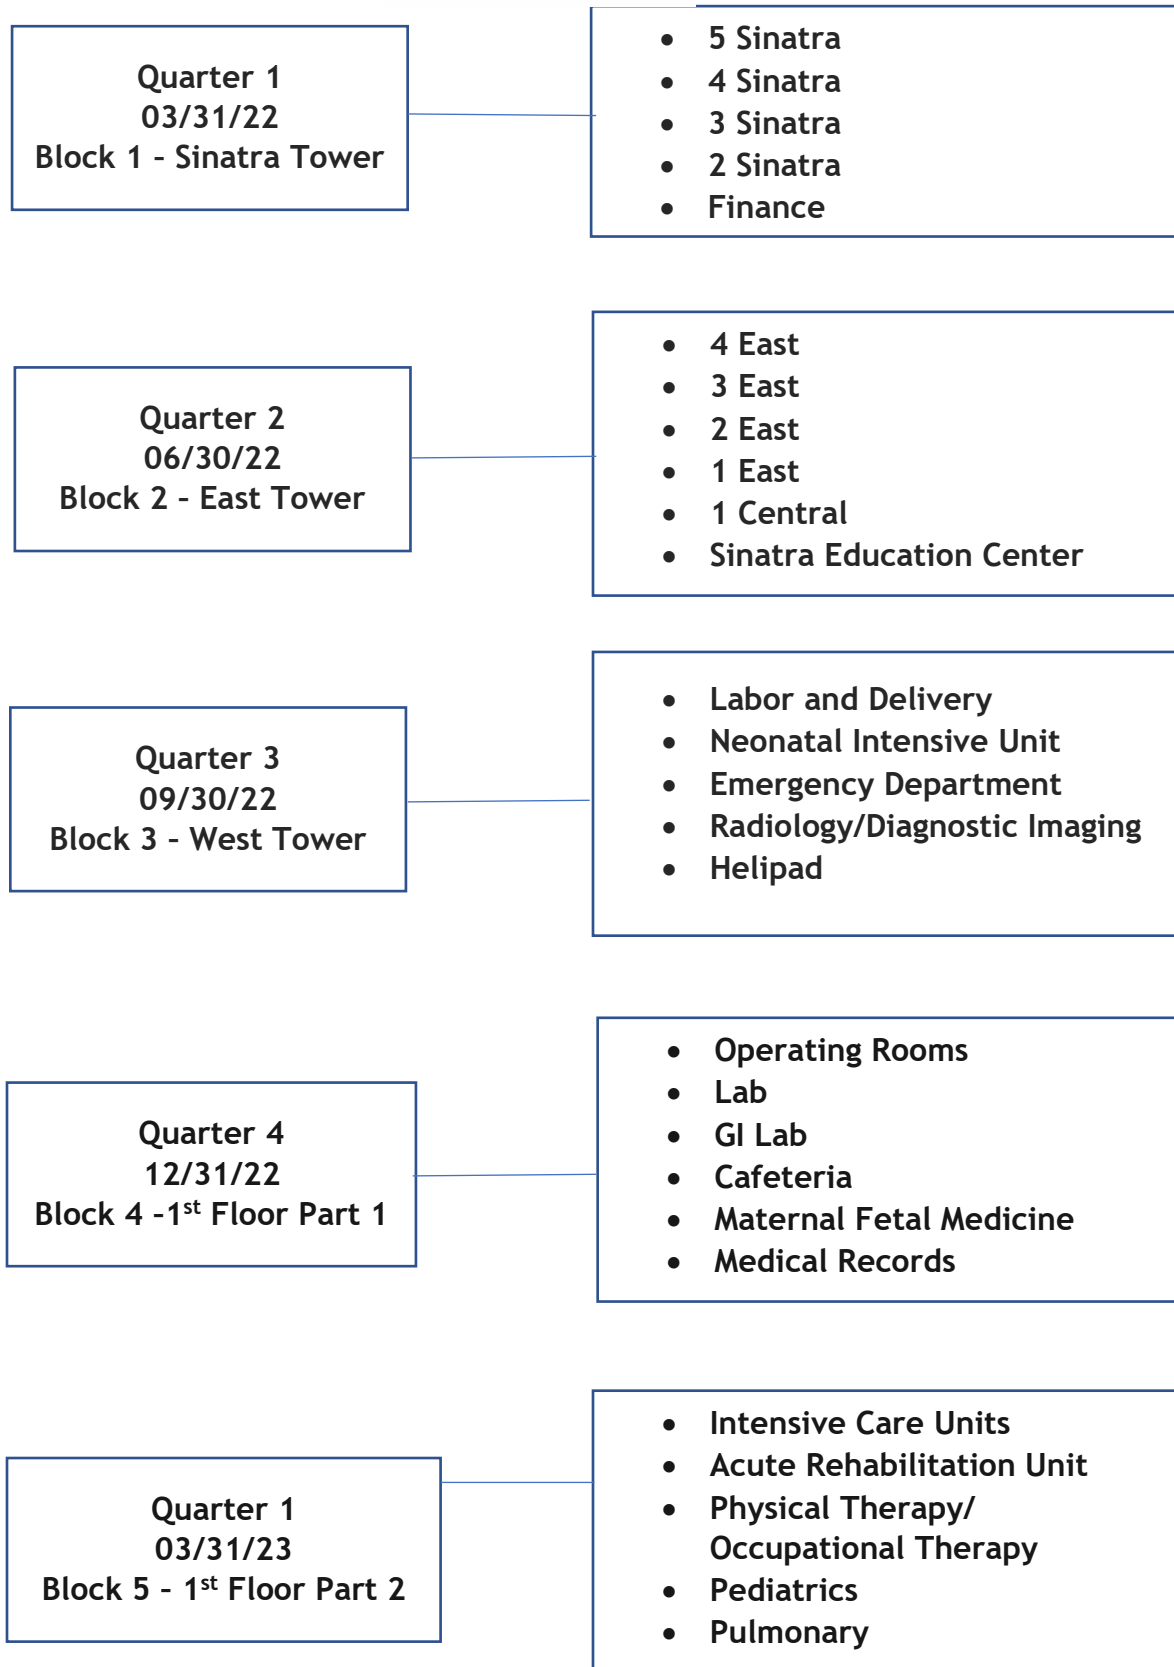 Quarter 1
03/31/22
Block 1 – Sinatra Tower
• 5 Sinatra
• 4 Sinatra
• 3 Sinatra
• 2 Sinatra
• Finance
Quarter 2
06/30/22
Block 2 – East Tower
• 4 East
• 3 East
• 2 East
• 1 East
• 1 Central
• Sinatra Education Center
Quarter 3
09/30/22
Block 3 – West Tower
• Labor and Delivery
• Neonatal Intensive Unit
• Emergency Department
• Radiology/Diagnostic Imaging
• Helipad
Quarter 4
12/31/22
Block 4 –1st Floor Part 1
• Operating Rooms
• Lab
• GI Lab
• Cafeteria
• Maternal Fetal Medicine
• Medical Records
Quarter 1
03/31/23
Block 5 – 1st Floor Part 2
• Intensive Care Units
• Acute Rehabilitation Unit
• Physical Therapy/
Occupational Therapy
• Pediatrics
• Pulmonary